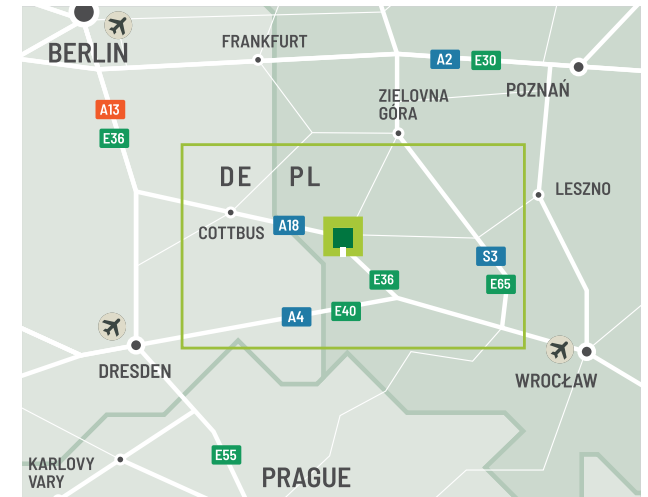 BERLIN
FRANKFURT
A2
E30
POZNAŃ
ZIELOVNA
GÓRA
A13
E36
DE
PL
LESZNO
COTTBUS
A18
S3
E36
E65
E40
A4
DRESDEN
WROCŁAW
E55
KARLOVY
VARY
PRAGUE